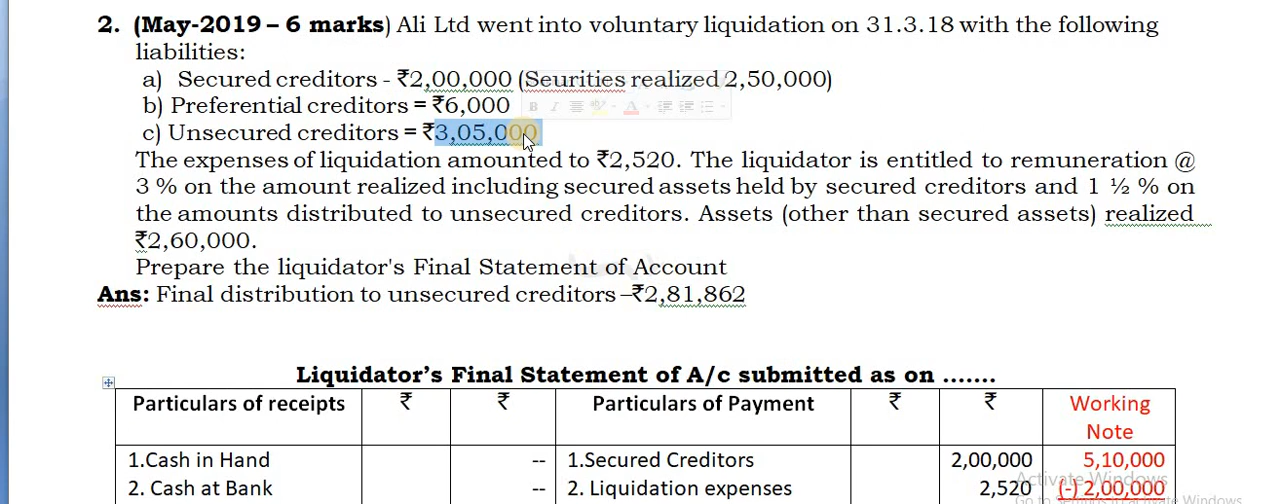 2. (May-2019 – 6 marks) Ali Ltd went into voluntary liquidation on 31.3.18 with the following
liabilities:
a) Secured creditors - ₹2,00,000 (Seurities realized 2,50,000)
b) Preferential creditors = ₹6,000
c) Unsecured creditors = ₹3,05,000
The expenses of liquidation amounted to ₹2,520. The liquidator is entitled to remuneration @
3 % on the amount realized including secured assets held by secured creditors and 1 ½ % on
the amounts distributed to unsecured creditors. Assets (other than secured assets) realized
₹2,60,000.
Prepare the liquidator's Final Statement of Account
Ans: Final distribution to unsecured creditors –₹2,81,862
Liquidator's Final Statement of A/c submitted as on .......
Particulars of receipts ₹ ₹ Particulars of Payment ₹ ₹ Working
Note
1.Cash in Hand -- 1.Secured Creditors 2,00,000 5,10,000
2. Cash at Bank -- 2. Liquidation expenses 2,520 (-) 2,00,000
Activate Windows